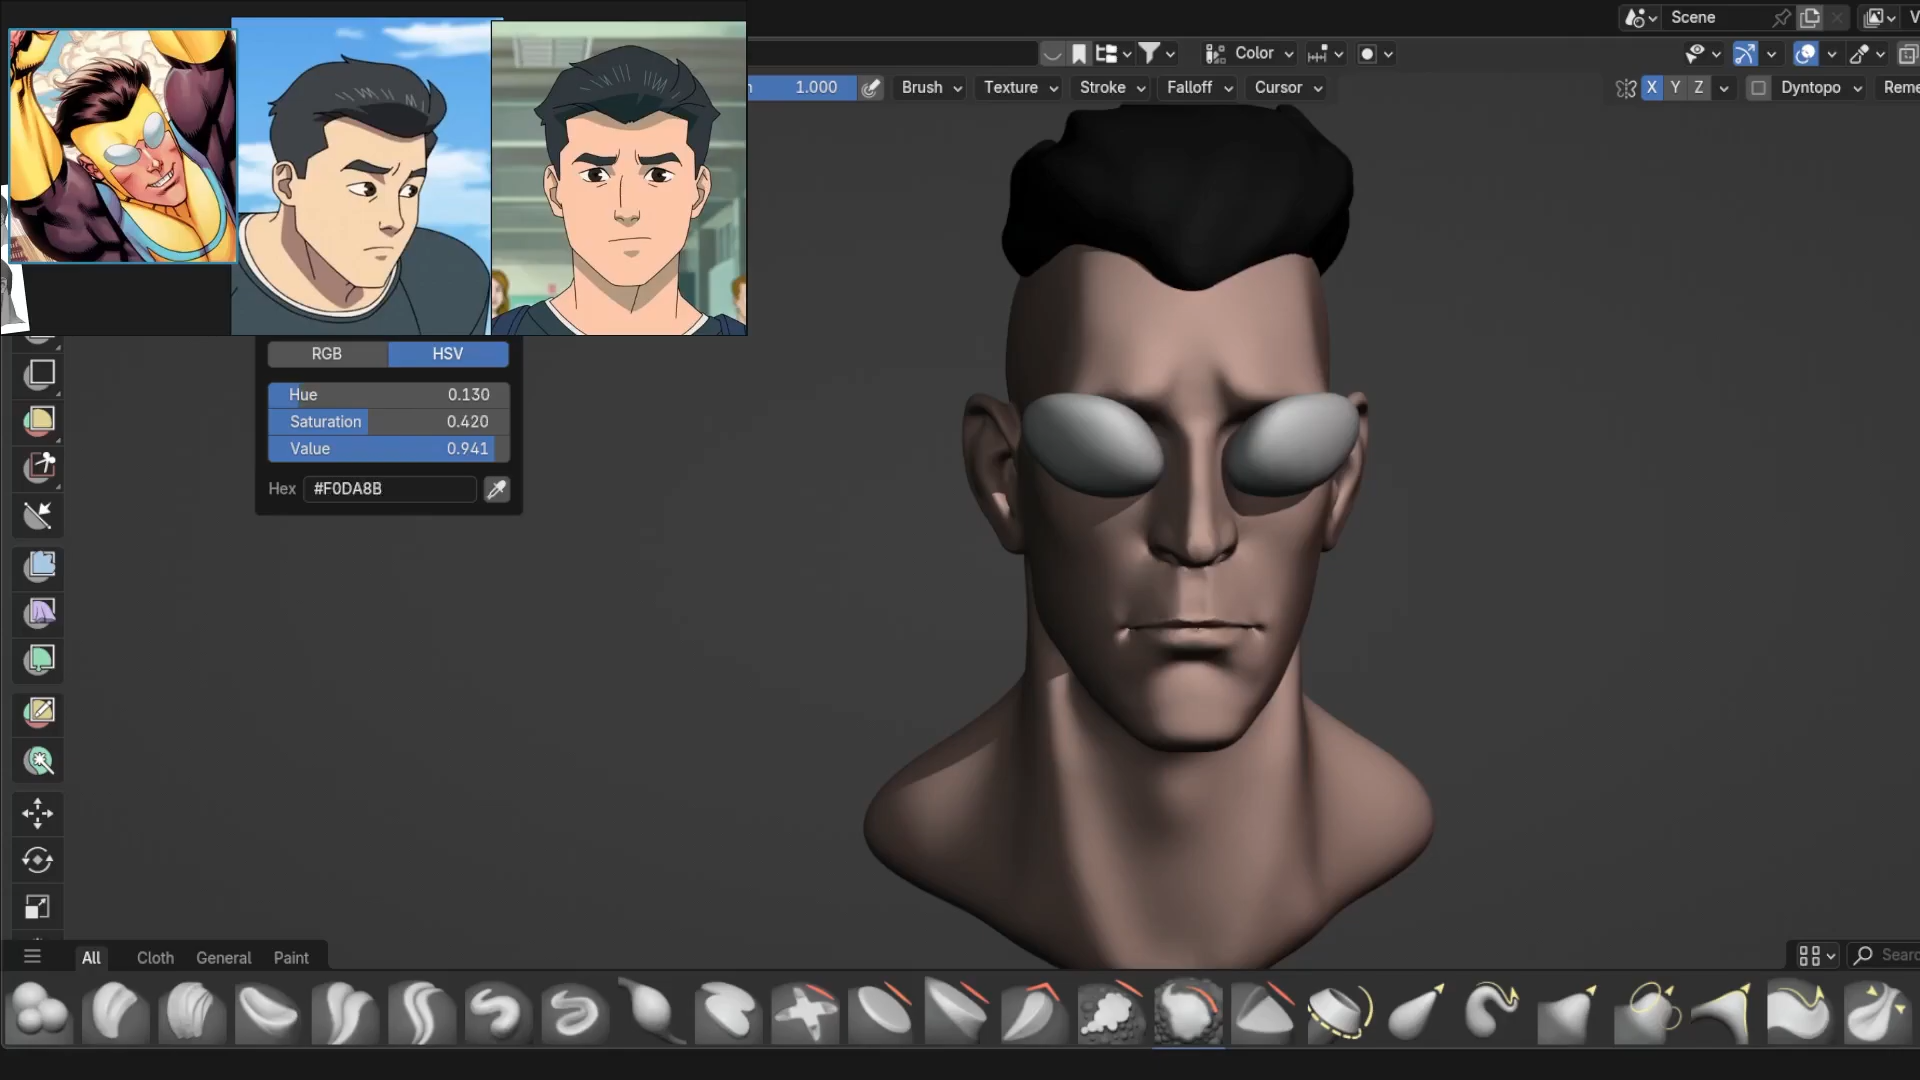 Scene
V
Color
1.000 Brush Texture Stroke Falloff Cursor
X Y Z Dyntopo Reme
RGB HSV
Hue 0.130
Saturation 0.420
Value 0.941
Hex #F0DA8B
All Cloth General Paint
Searc